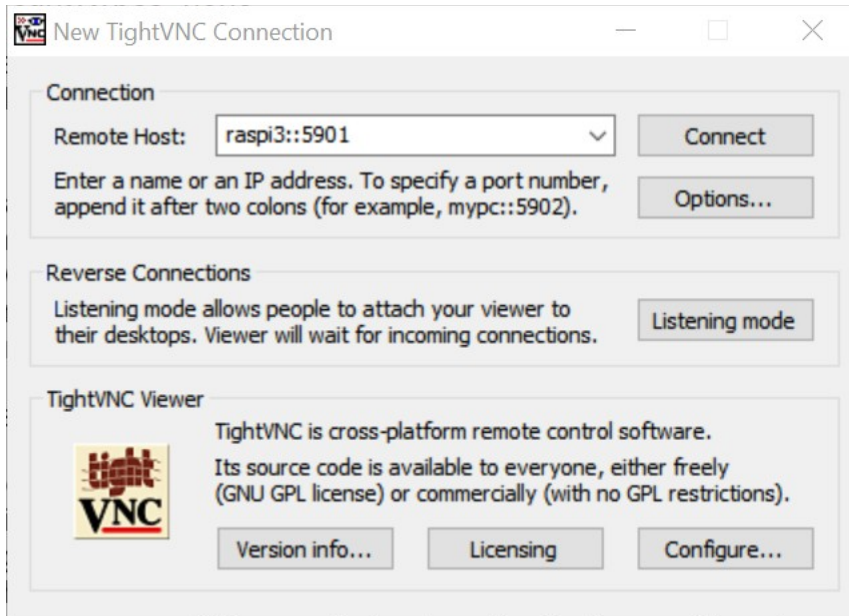 New TightVNC Connection
Connection
Remote Host:
raspi3::5901
Connect
Enter a name or an IP address. To specify a port number,
append it after two colons (for example, mypc::5902).
Options...
Reverse Connections
Listening mode allows people to attach your viewer to
their desktops. Viewer will wait for incoming connections.
Listening mode
TightVNC Viewer
tight
VNC
TightVNC is cross-platform remote control software.
Its source code is available to everyone, either freely
(GNU GPL license) or commercially (with no GPL restrictions).
Version info...
Licensing
Configure...